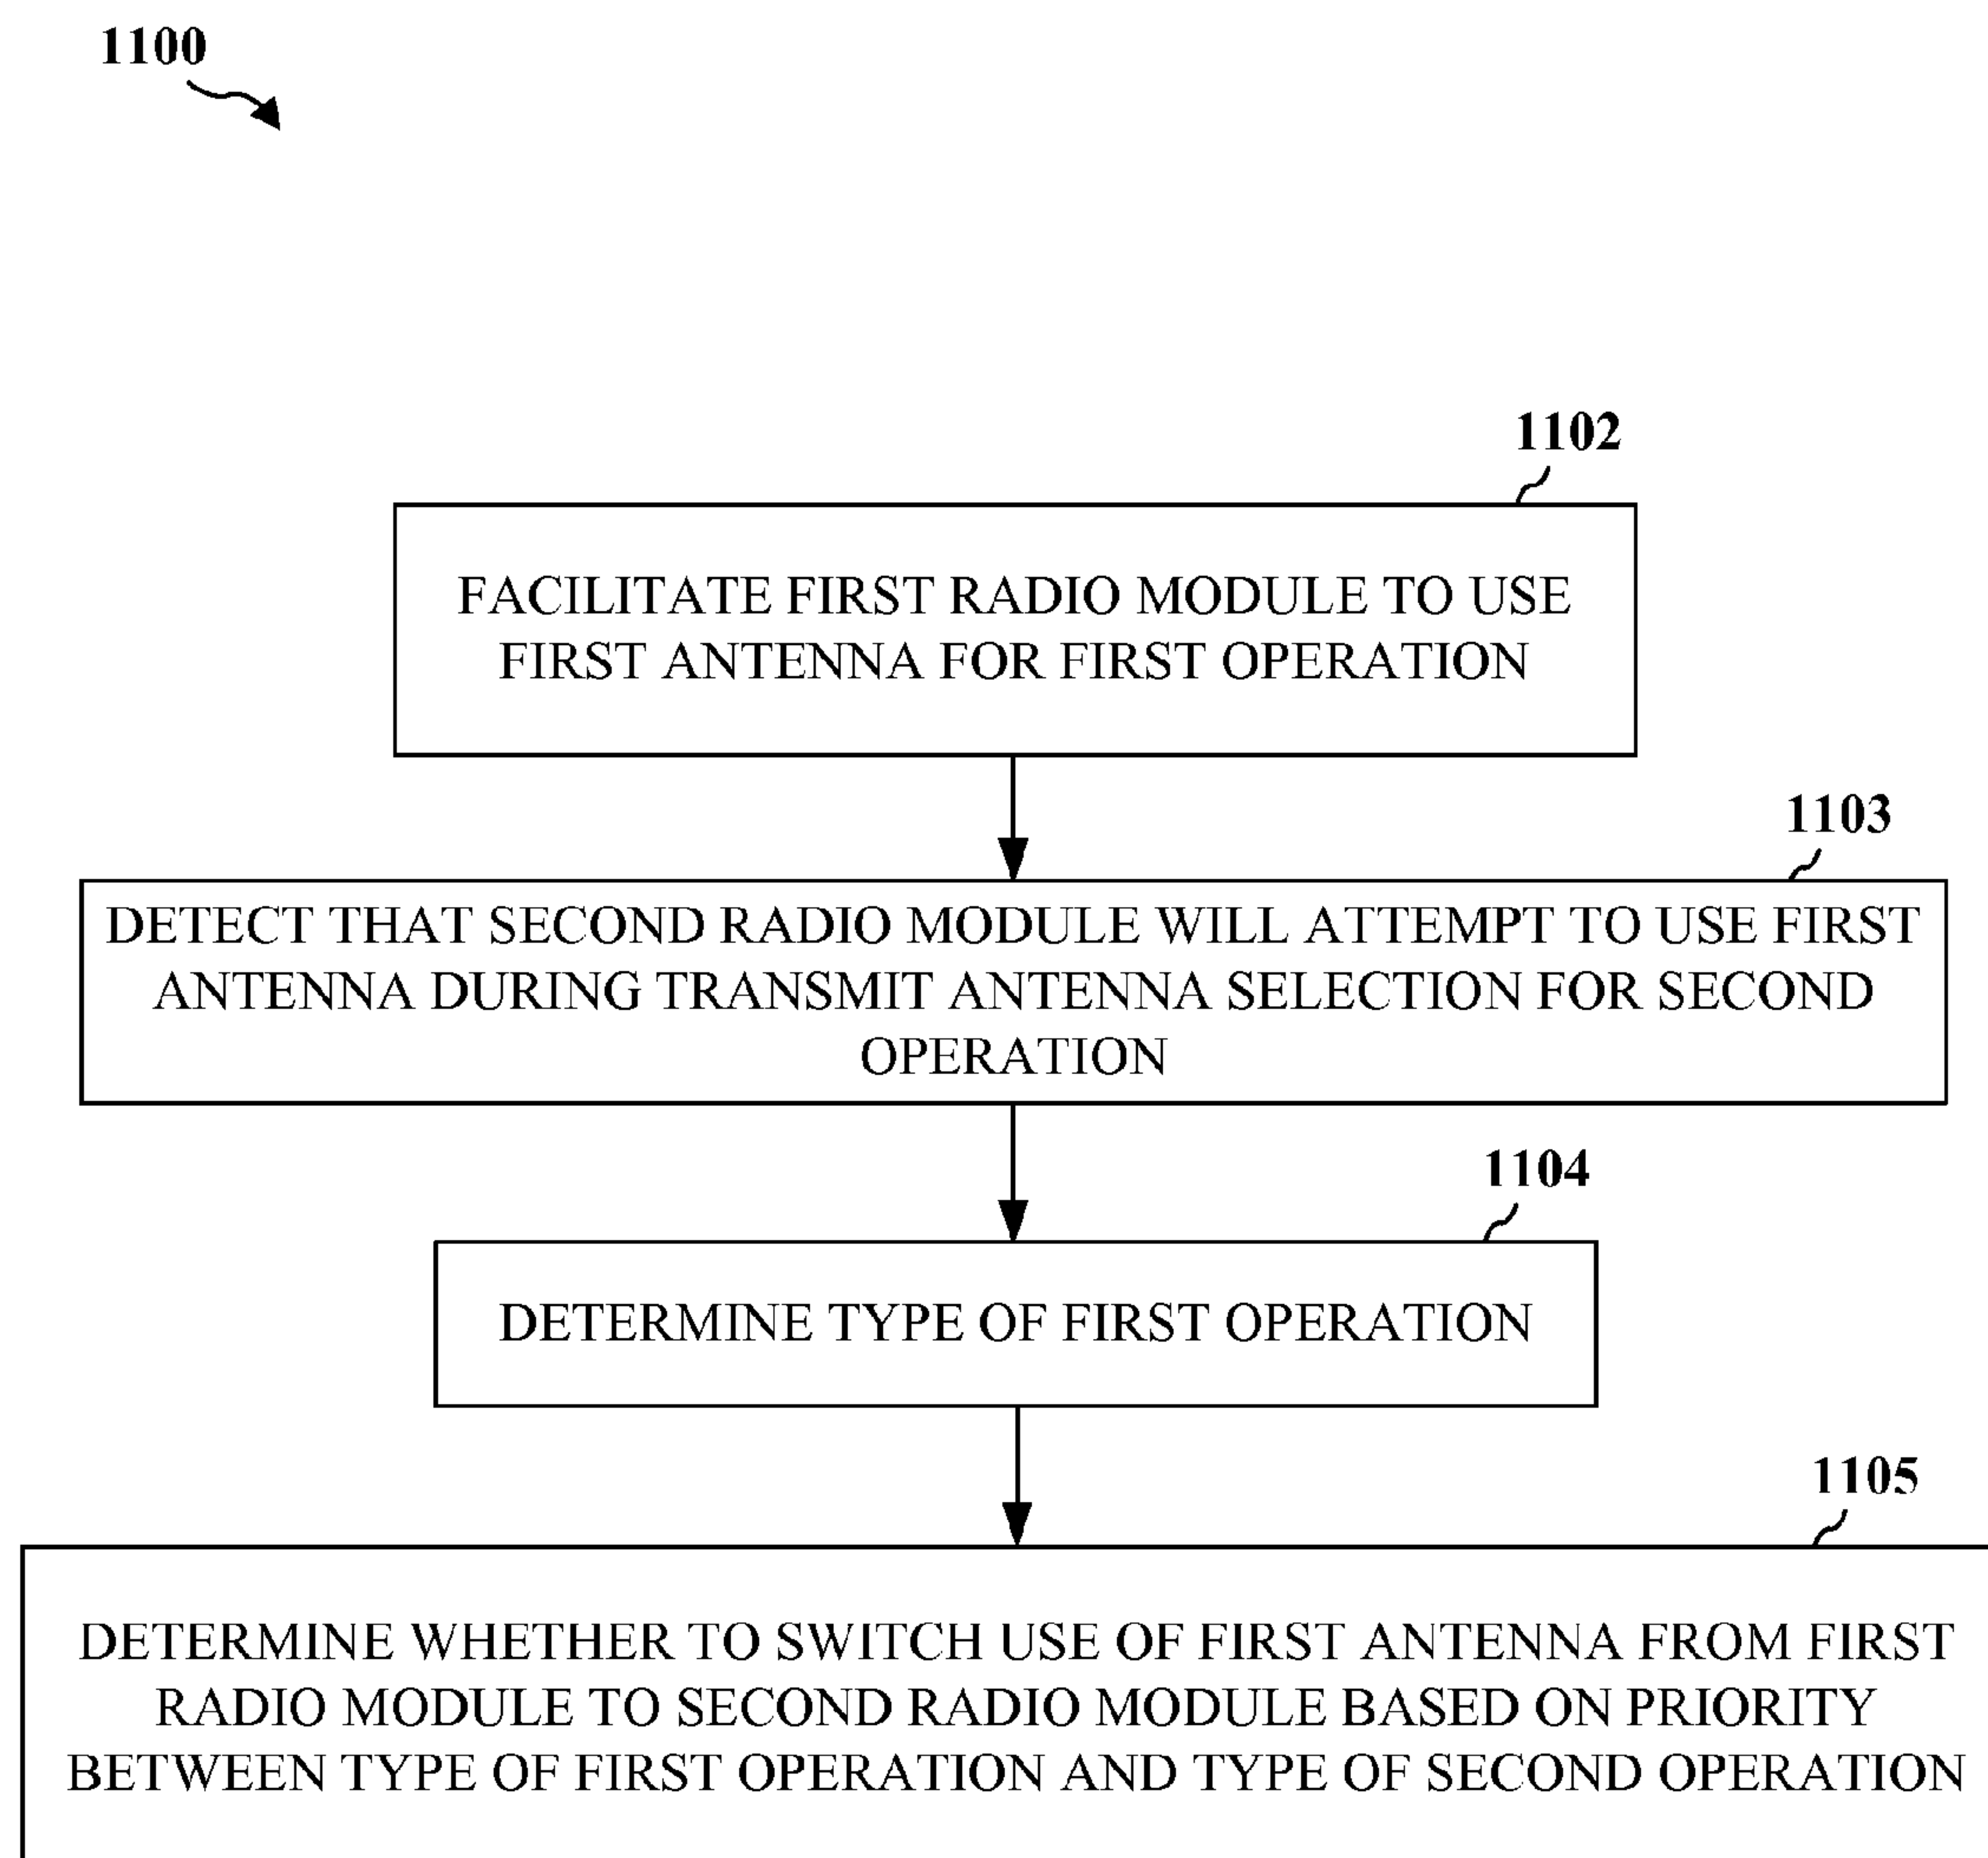 1100
1102
FACILITATE FIRST RADIO MODULE TO USE
FIRST ANTENNA FOR FIRST OPERATION
1103
DETECT THAT SECOND RADIO MODULE WILL ATTEMPT TO USE FIRST
ANTENNA DURING TRANSMIT ANTENNA SELECTION FOR SECOND
OPERATION
1104
DETERMINE TYPE OF FIRST OPERATION
1105
DETERMINE WHETHER TO SWITCH USE OF FIRST ANTENNA FROM FIRST
RADIO MODULE TO SECOND RADIO MODULE BASED ON PRIORITY
BETWEEN TYPE OF FIRST OPERATION AND TYPE OF SECOND OPERATION